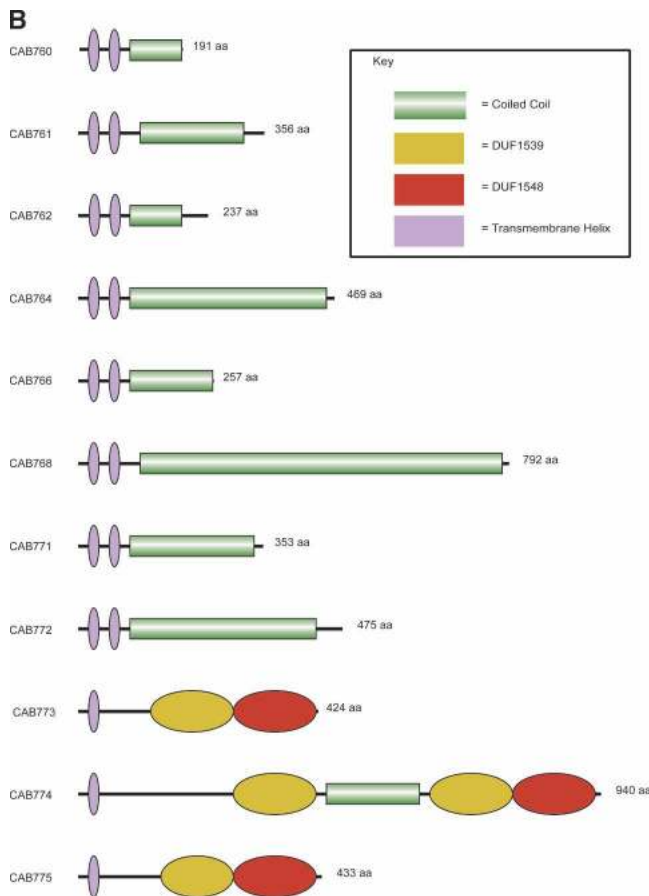 B
CAB760 191 aa
Key
= Coiled Coil
CAB761 356 aa
= DUF1539
= DUF1548
CAB762 237 aa
= Transmembrane Helix
CAB764 469 aa
CAB766 257 aa
CAB768 792 aa
CAB771 353 aa
CAB772 475 aa
CAB773 424 aa
CAB774 940 aa
CAB775 433 aa